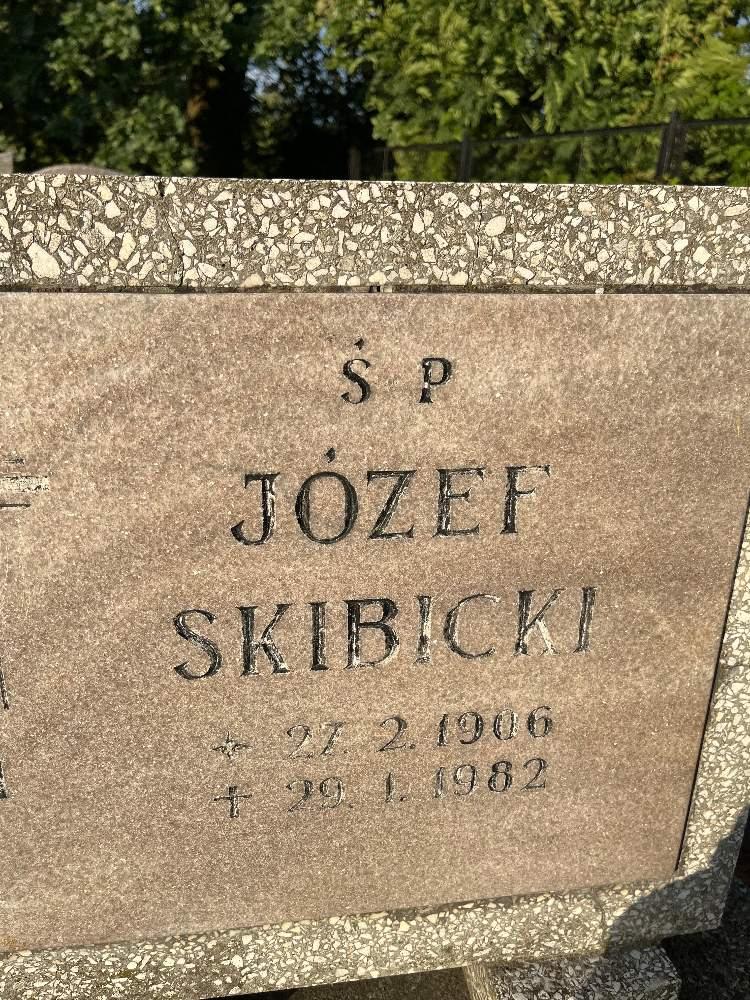 Ś P
JÓZEF
SKIBICKI
27. 2. 1906
29. 1. 1982